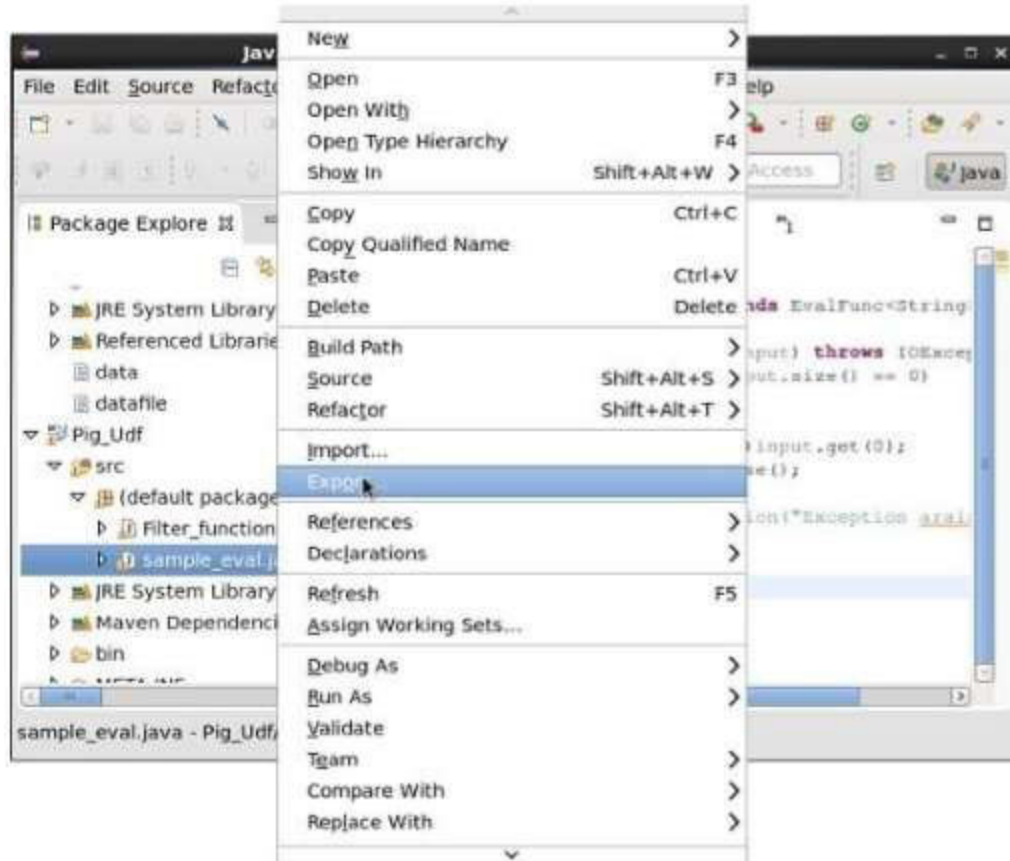 Jav
File Edit Source Refacto
elp
Access
Java
Package Explore
JRE System Library
Referenced Librarie
data
datafile
Pig_Udf
src
(default package
Filter_function
sample_eval.ja
JRE System Library
Maven Dependenci
bin
META-INF
sample_eval.java - Pig_Udf/
New
Open F3
Open With
Open Type Hierarchy F4
Show In Shift+Alt+W
Copy Ctrl+C
Copy Qualified Name
Paste Ctrl+V
Delete Delete
Build Path
Source Shift+Alt+S
Refactor Shift+Alt+T
Import...
Expor
References
Declarations
Refresh F5
Assign Working Sets...
Debug As
Run As
Validate
Team
Compare With
Replace With
nds EvalFunc<String
nput) throws IOExcep
put.size() == 0)
input.get(0);
se();
ion("Exception